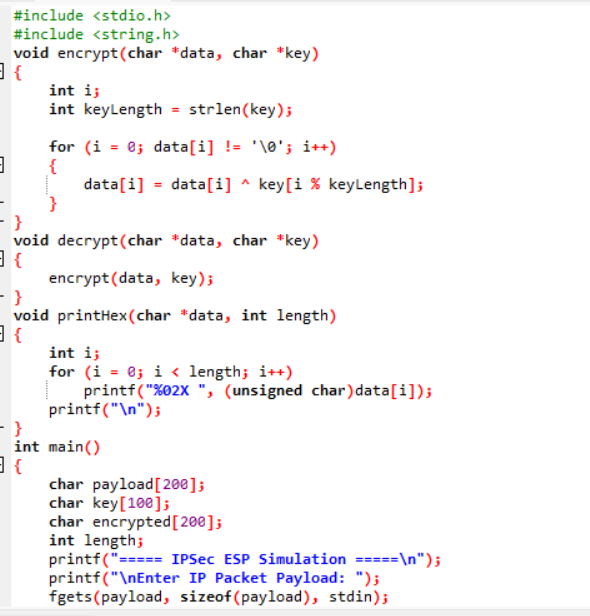 #include <stdio.h>
#include <string.h>
void encrypt(char *data, char *key)
{
    int i;
    int keyLength = strlen(key);

    for (i = 0; data[i] != '\0'; i++)
    {
        data[i] = data[i] ^ key[i % keyLength];
    }
}
void decrypt(char *data, char *key)
{
    encrypt(data, key);
}
void printHex(char *data, int length)
{
    int i;
    for (i = 0; i < length; i++)
        printf("%02X ", (unsigned char)data[i]);
    printf("\n");
}
int main()
{
    char payload[200];
    char key[100];
    char encrypted[200];
    int length;
    printf("===== IPSec ESP Simulation =====\n");
    printf("\nEnter IP Packet Payload: ");
    fgets(payload, sizeof(payload), stdin);